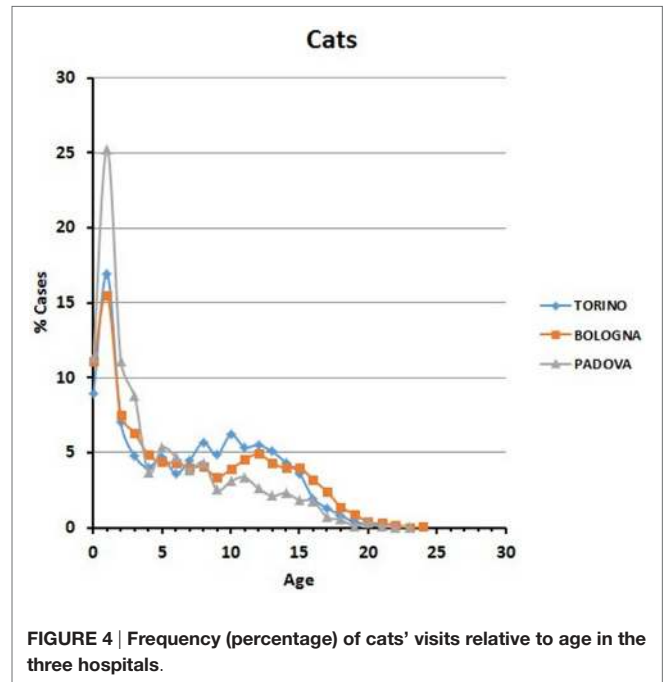 Cats
30
25
20
15
10
5
0
% Cases
0 5 10 15 20 25 30
Age
TORINO
BOLOGNA
PADOVA
FIGURE 4 | Frequency (percentage) of cats’ visits relative to age in the
three hospitals.